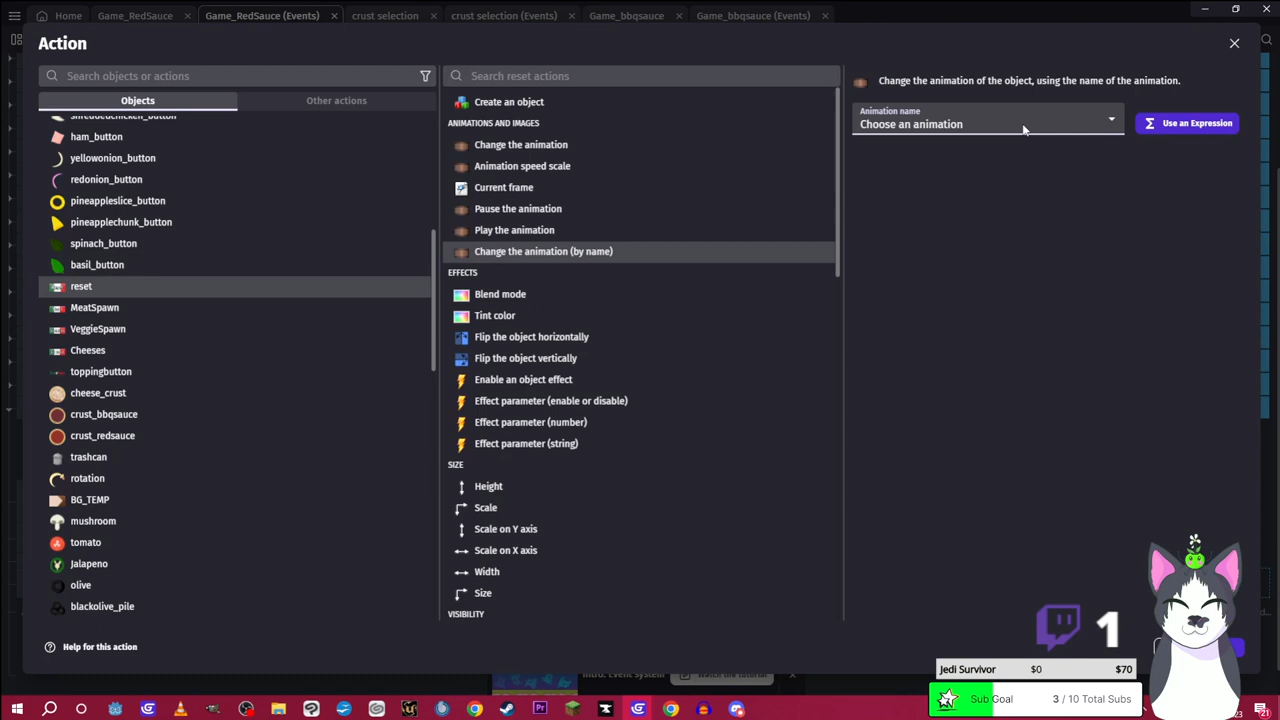 Home
Game_RedSauce
Game_RedSauce (Events)
crust selection
crust selection (Events)
Game_bbqsauce
Game_bbqsauce (Events)
Action
Search objects or actions
Objects
Other actions
shreddedchicken_button
ham_button
yellowonion_button
redonion_button
pineappleslice_button
pineapplechunk_button
spinach_button
basil_button
reset
MeatSpawn
VeggieSpawn
Cheeses
toppingbutton
cheese_crust
crust_bbqsauce
crust_redsauce
trashcan
rotation
BG_TEMP
mushroom
tomato
Jalapeno
olive
blackolive_pile
Help for this action
Search reset actions
Create an object
ANIMATIONS AND IMAGES
Change the animation
Animation speed scale
Current frame
Pause the animation
Play the animation
Change the animation (by name)
EFFECTS
Blend mode
Tint color
Flip the object horizontally
Flip the object vertically
Enable an object effect
Effect parameter (enable or disable)
Effect parameter (number)
Effect parameter (string)
SIZE
Height
Scale
Scale on Y axis
Scale on X axis
Width
Size
VISIBILITY
Change the animation of the object, using the name of the animation.
Animation name
Choose an animation
Use an Expression
1
Jedi Survivor $0 $70
Sub Goal 3 / 10 Total Subs
Intro: Event system
Watch the tutorial